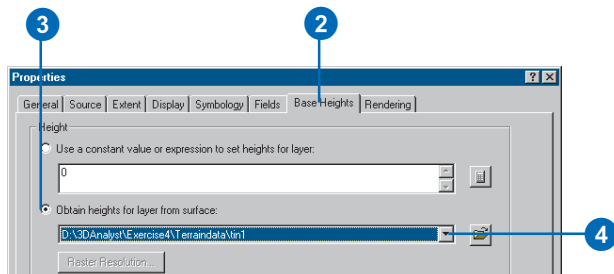 3
2
Properties
? ×
General Source Extent Display Symbology Fields Base Heights Rendering
Height
Use a constant value or expression to set heights for layer:
0
Obtain heights for layer from surface:
D:\3DAnalyst\Exercise4\Terraindata\tin1
4
Raster Resolution...